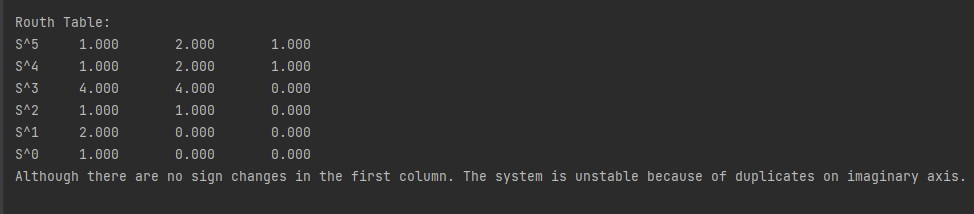 Routh Table:
S^5     1.000       2.000       1.000
S^4     1.000       2.000       1.000
S^3     4.000       4.000       0.000
S^2     1.000       1.000       0.000
S^1     2.000       0.000       0.000
S^0     1.000       0.000       0.000
Although there are no sign changes in the first column. The system is unstable because of duplicates on imaginary axis.